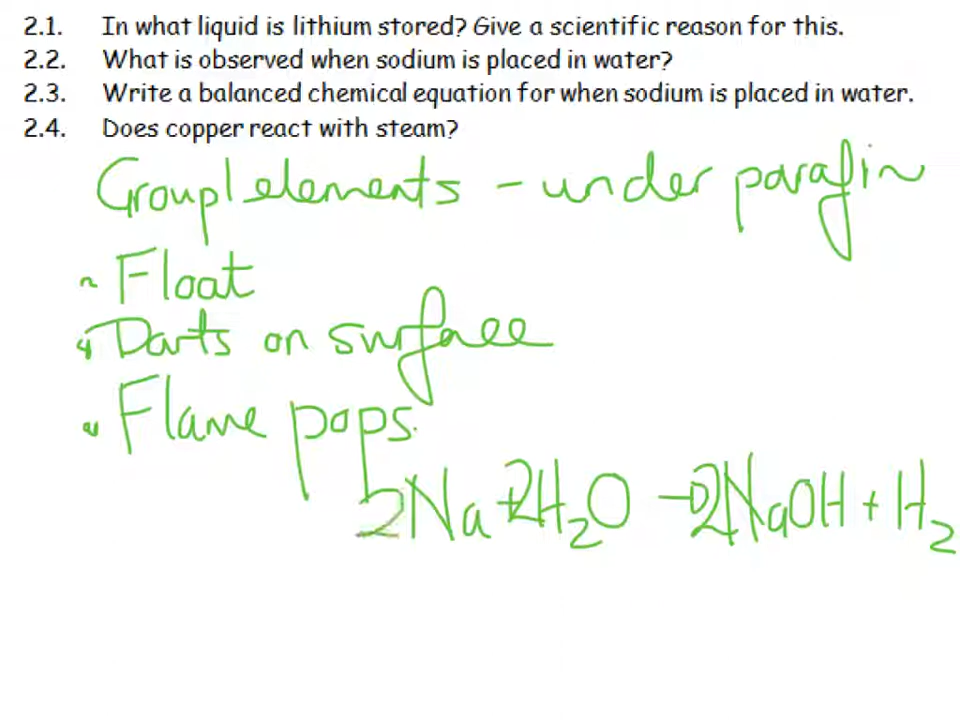 2.1. In what liquid is lithium stored? Give a scientific reason for this.
2.2. What is observed when sodium is placed in water?
2.3. Write a balanced chemical equation for when sodium is placed in water.
2.4. Does copper react with steam?
Group 1 elements - under parafin
Float
Darts on surface
Flame pops.
2Na + 2H₂O → 2NaOH + H₂